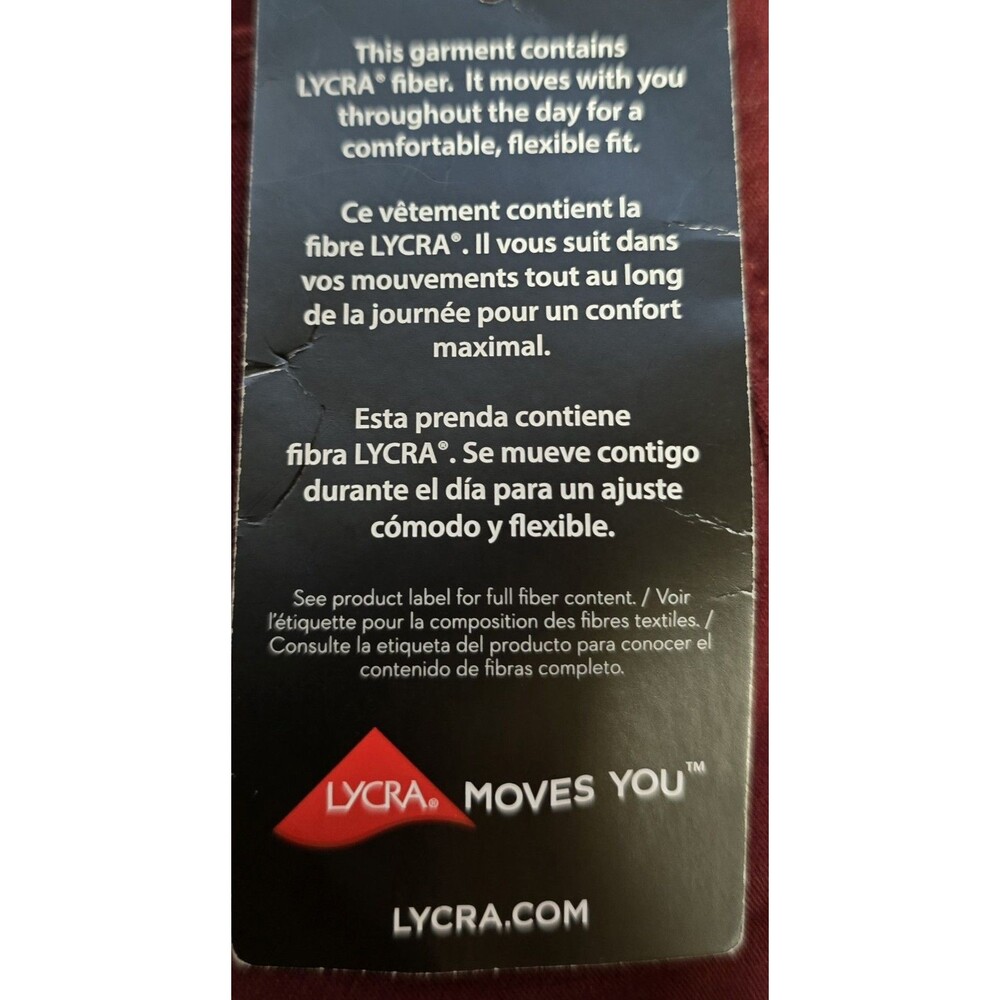 This garment contains
LYCRA® fiber. It moves with you
throughout the day for a
comfortable, flexible fit.
Ce vêtement contient la
fibre LYCRA®. Il vous suit dans
vos mouvements tout au long
de la journée pour un confort
maximal.
Esta prenda contiene
fibra LYCRA®. Se mueve contigo
durante el día para un ajuste
cómodo y flexible.
See product label for full fiber content. / Voir
l'étiquette pour la composition des fibres textiles. /
Consulte la etiqueta del producto para conocer el
contenido de fibras completo.
LYCRA® MOVES YOU™
LYCRA.COM